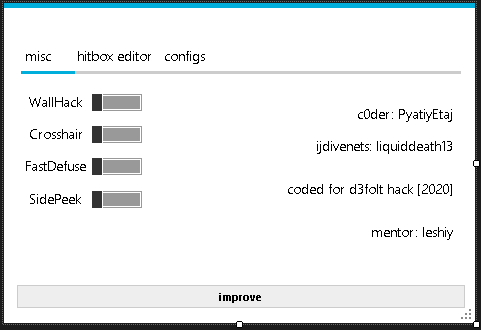 misc hitbox editor configs
WallHack
c0der: PyatiyEtaj
Crosshair
ijdivenets: liquiddeath13
FastDefuse
SidePeek
coded for d3folt hack [2020]
mentor: leshiy
improve